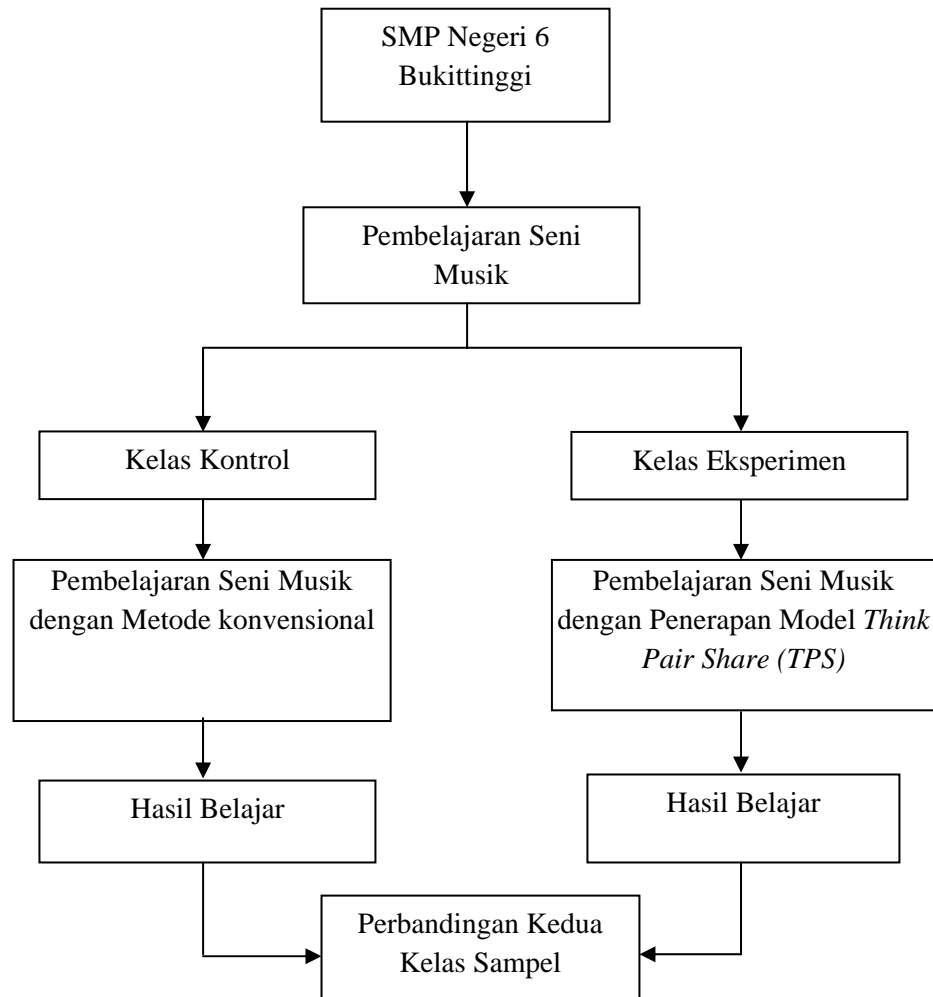 SMP Negeri 6
Bukittinggi
Pembelajaran Seni
Musik
Kelas Kontrol
Kelas Eksperimen
Pembelajaran Seni Musik
dengan Metode konvensional
Pembelajaran Seni Musik
dengan Penerapan Model Think
Pair Share (TPS)
Hasil Belajar
Hasil Belajar
Perbandingan Kedua
Kelas Sampel